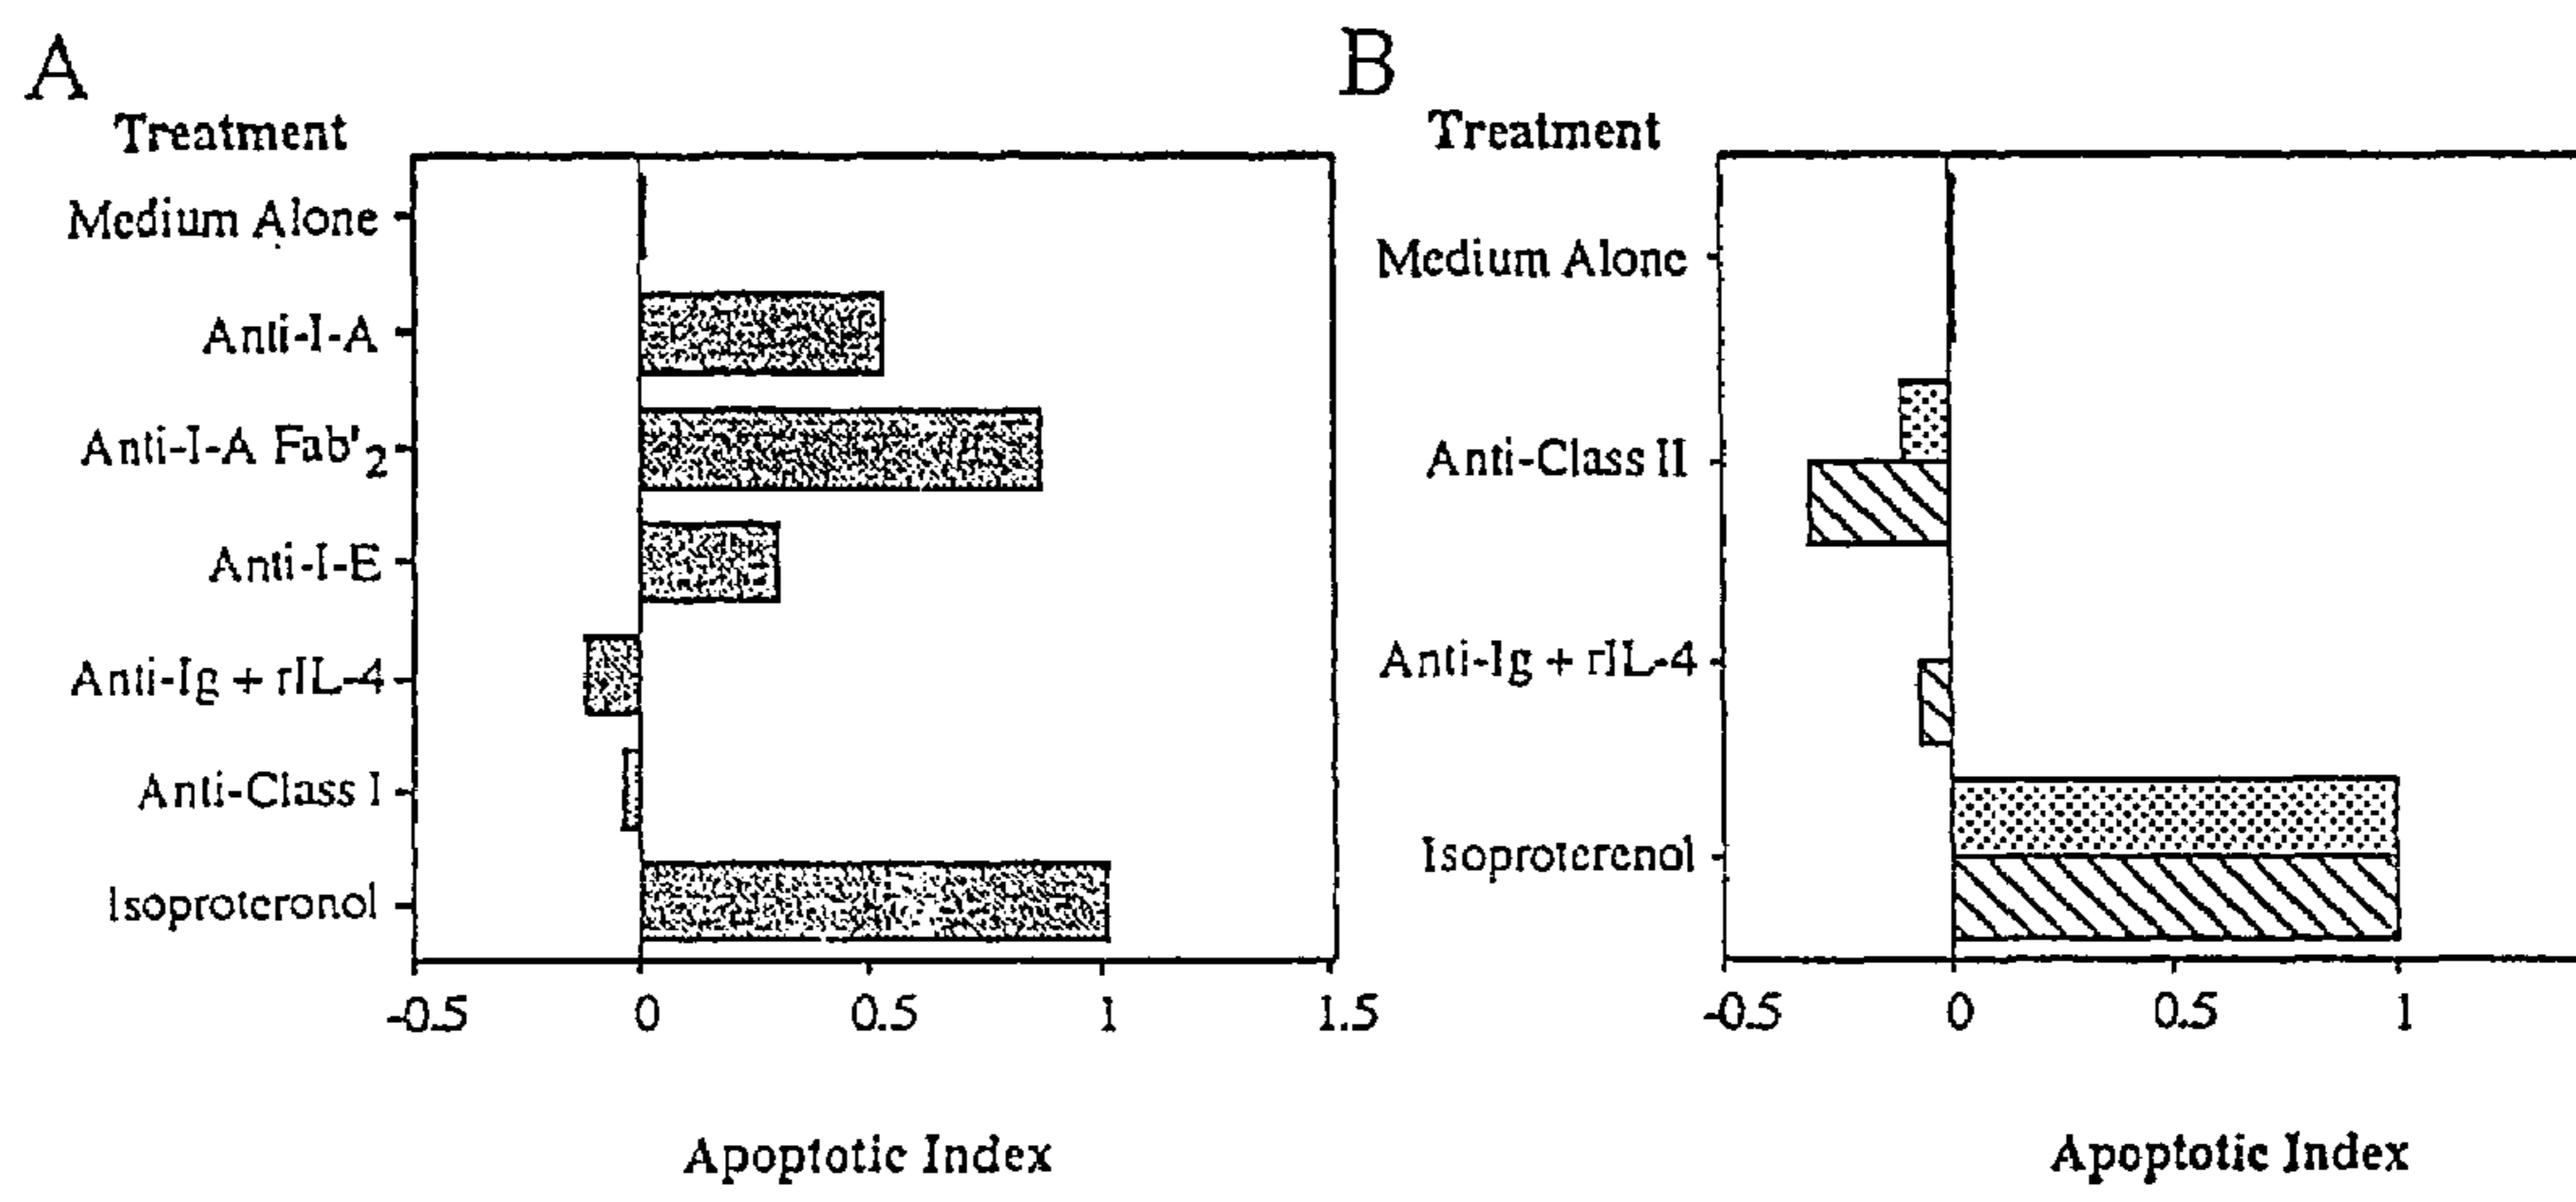 A
Treatment
Medium Alone
Anti-I-A
Anti-I-A Fab'2
Anti-I-E
Anti-Ig + rIL-4
Anti-Class I
Isoproteronol
-0.5 0 0.5 1 1.5
Apoptotic Index
B
Treatment
Medium Alone
Anti-Class II
Anti-Ig + rIL-4
Isoproterenol
-0.5 0 0.5 1
Apoptotic Index